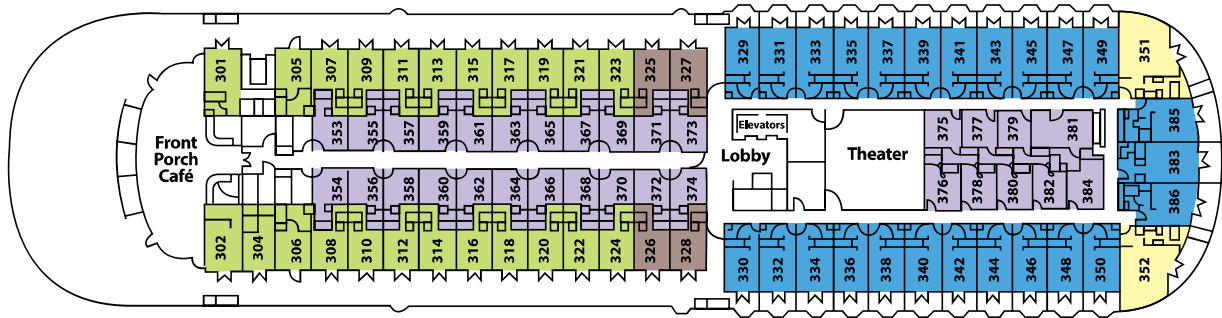 329 331 333 335 337 339 341 343 345 347 349 351
301 305 307 309 311 313 315 317 319 321 323 325 327
353 355 357 359 361 363 365 367 369 371 373
375 377 379 381 385
Elevators
Front
Porch
Café
Lobby
Theater
383
354 356 358 360 362 364 366 368 370 372 374
376 378 380 382 384 386
302 304 306 308 310 312 314 316 318 320 322 324 326 328
330 332 334 336 338 340 342 344 346 348 350 352